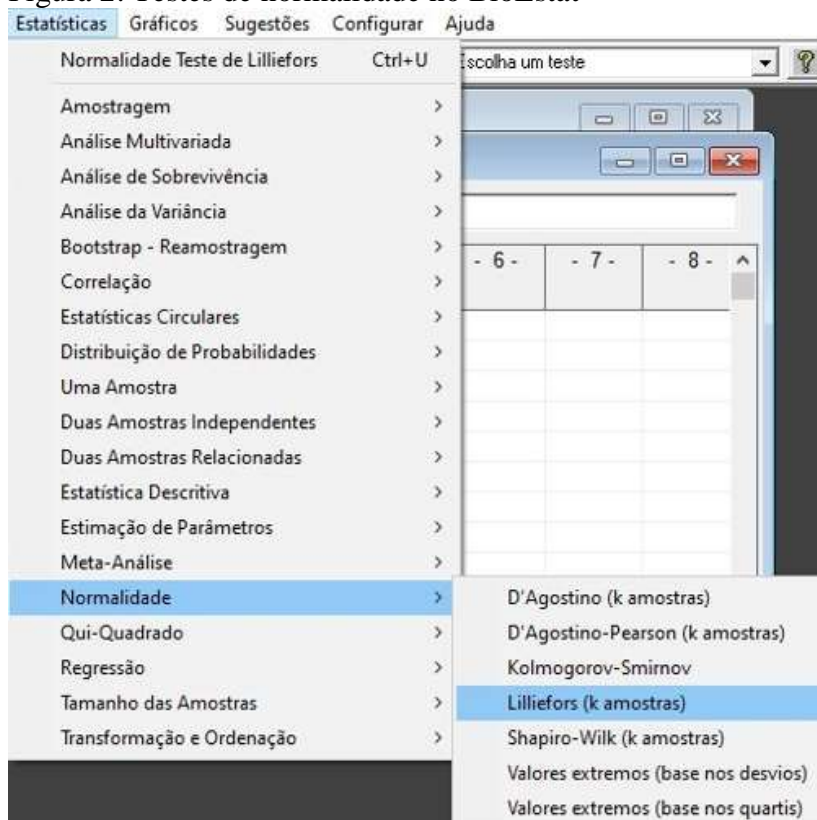 Figura 2. Testes de normalidade no BioEstat
Estatísticas Gráficos Sugestões Configurar Ajuda
Normalidade Teste de Lilliefors Ctrl+U
Escolha um teste
Amostragem
Análise Multivariada
Análise de Sobrevivência
Análise da Variância
Bootstrap - Reamostragem
Correlação
Estatísticas Circulares
Distribuição de Probabilidades
Uma Amostra
Duas Amostras Independentes
Duas Amostras Relacionadas
Estatística Descritiva
Estimação de Parâmetros
Meta-Análise
Normalidade
Qui-Quadrado
Regressão
Tamanho das Amostras
Transformação e Ordenação
- 6 - - 7 - - 8 -
D'Agostino (k amostras)
D'Agostino-Pearson (k amostras)
Kolmogorov-Smirnov
Lilliefors (k amostras)
Shapiro-Wilk (k amostras)
Valores extremos (base nos desvios)
Valores extremos (base nos quartis)